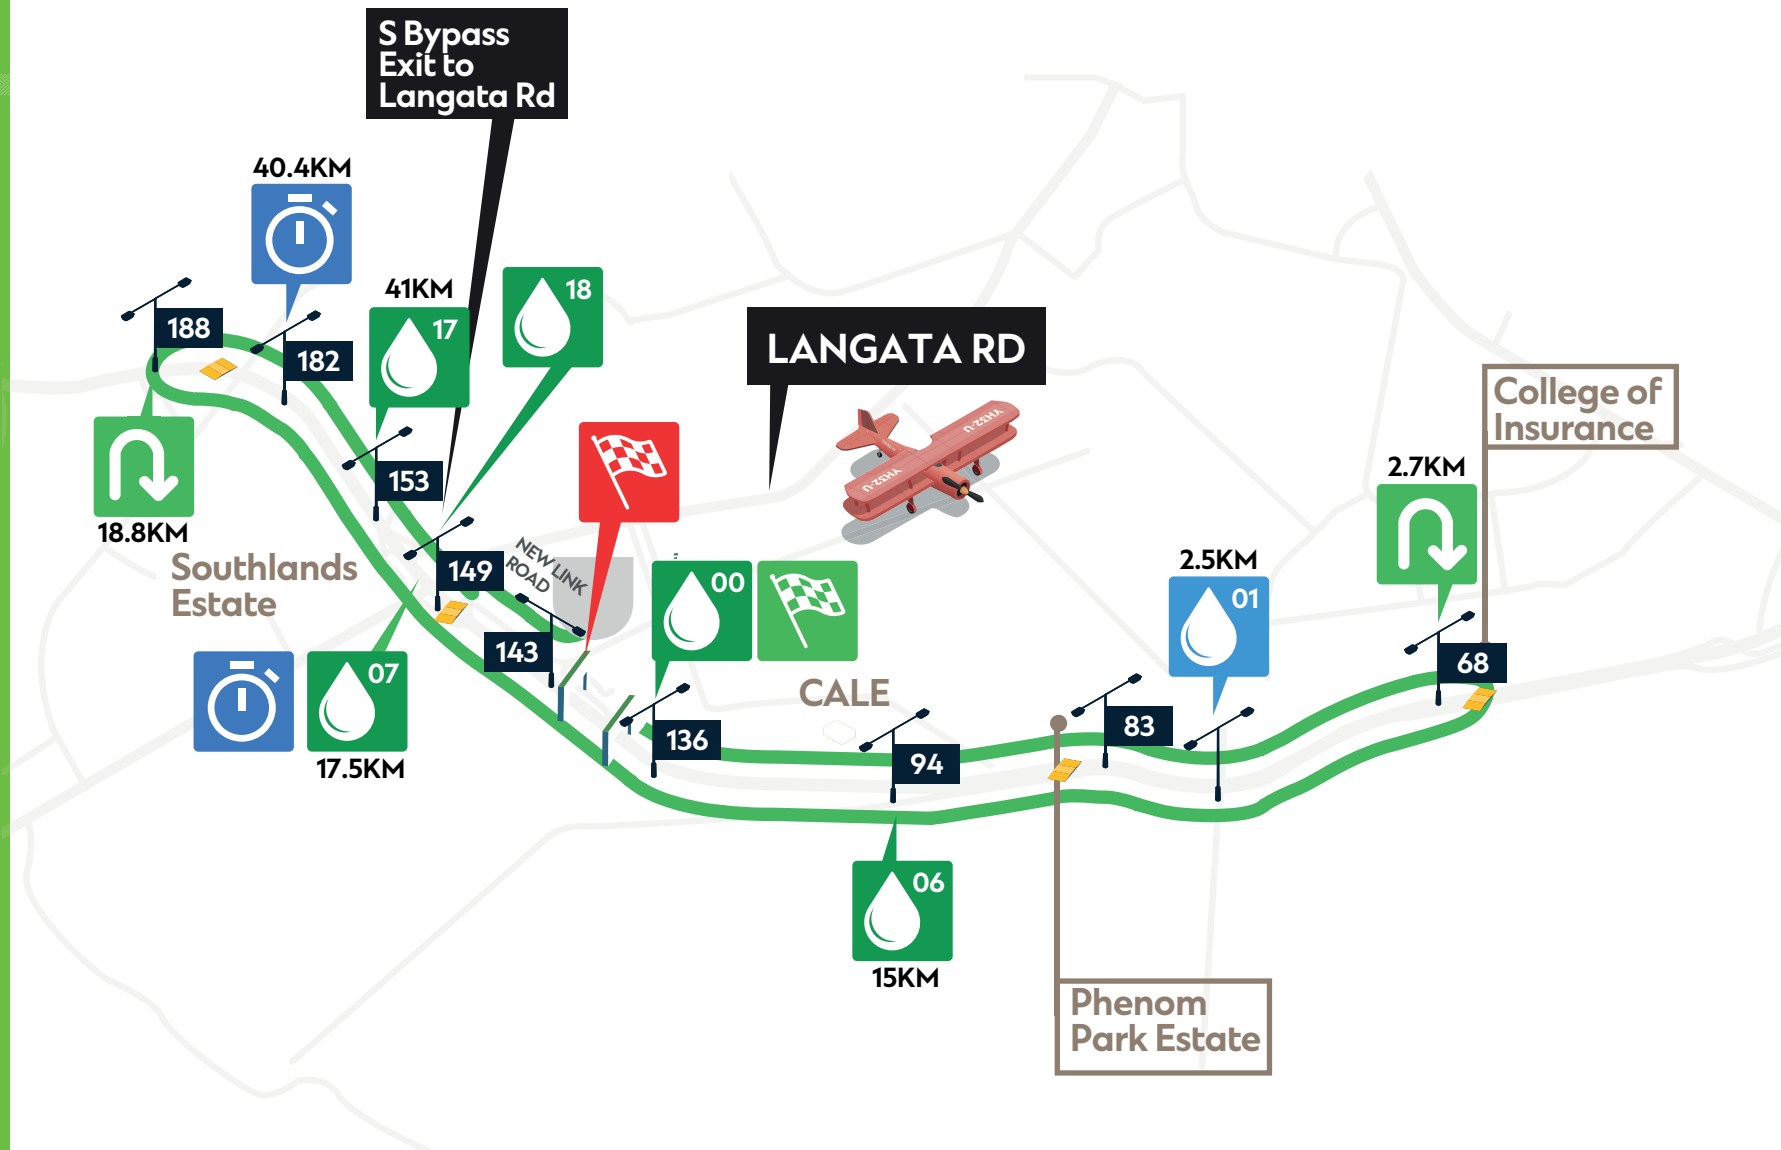 S Bypass
Exit to
Langata Rd
40.4KM
188
182
41KM
17
18
LANGATA RD
YH32-U
YH32-U
College of
Insurance
2.7KM
153
18.8KM
Southlands
Estate
149
NEW LINK
ROAD
143
00
2.5KM
01
68
07
17.5KM
CALE
136
94
83
06
15KM
Phenom
Park Estate